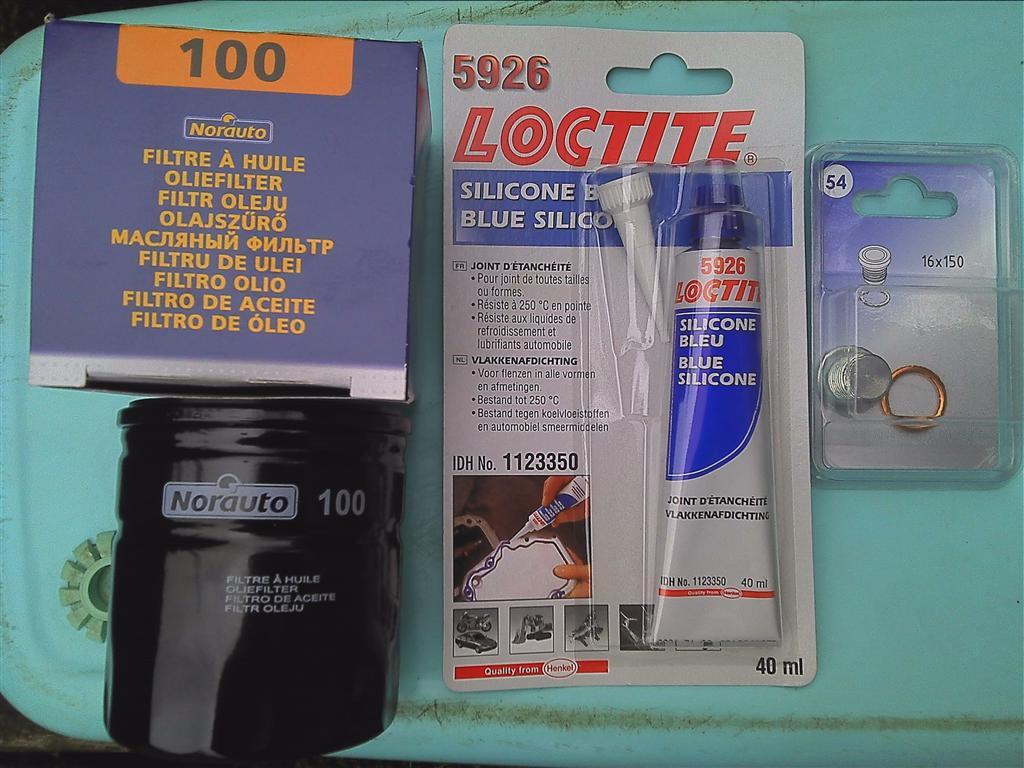 100
Norauto
FILTRE À HUILE
OLIEFILTER
FILTR OLEJU
OLAJSZŰRŐ
МАСЛЯНЫЙ ФИЛЬТР
FILTRU DE ULEI
FILTRO OLIO
FILTRO DE ACEITE
FILTRO DE ÓLEO
Norauto 100
FILTRE À HUILE
OLIEFILTER
FILTRO DE ACEITE
FILTR OLEJU
5926
LOCTITE®
SILICONE B
BLUE SILICO
FR JOINT D'ÉTANCHÉITÉ
• Pour joint de toutes tailles
ou formes.
• Résiste à 250 °C en pointe
• Résiste aux liquides de
refroidissement et
lubrifiants automobile
NL VLAKKENAFDICHTING
• Voor flenzen in alle vormen
en afmetingen.
• Bestand tot 250 °C
• Bestand tegen koelvloeistoffen
en automobiel smeermiddelen
IDH No. 1123350
Quality from Henkel
40 ml
5926
LOCTITE
SILICONE
BLEU
BLUE
SILICONE
JOINT D'ÉTANCHÉITÉ
VLAKKENAFDICHTING
IDH No. 1123350 40 ml
Quality from Henkel
54
16x150